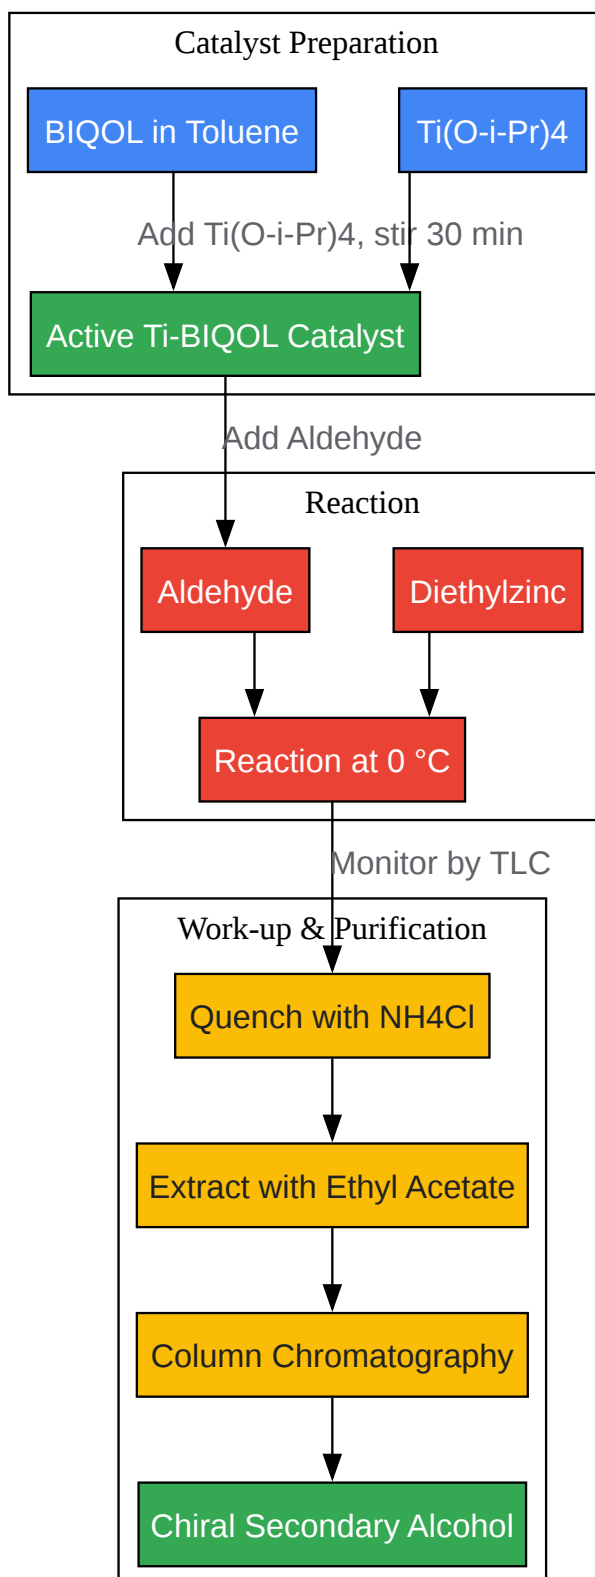 Catalyst Preparation
BIQOL in Toluene
Ti(O-i-Pr)4
Add Ti(O-i-Pr)4, stir 30 min
Active Ti-BIQOL Catalyst
Add Aldehyde
Reaction
Aldehyde
Diethylzinc
Reaction at 0 °C
Monitor by TLC
Work-up & Purification
Quench with NH4Cl
Extract with Ethyl Acetate
Column Chromatography
Chiral Secondary Alcohol